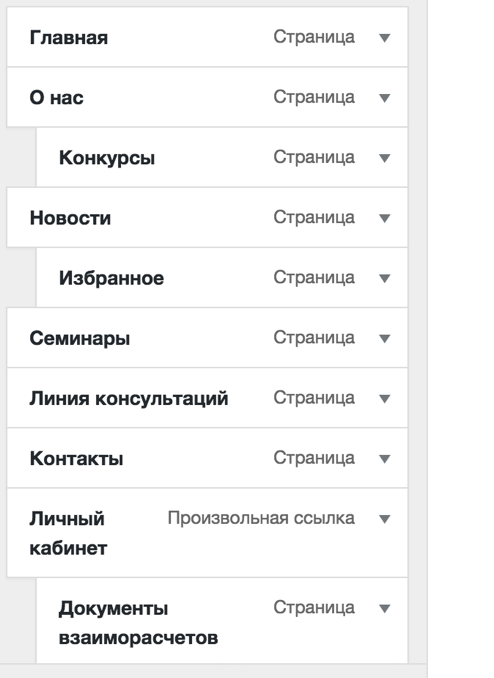 Главная Страница
О нас Страница
Конкурсы Страница
Новости Страница
Избранное Страница
Семинары Страница
Линия консультаций Страница
Контакты Страница
Личный Произвольная ссылка
кабинет
Документы Страница
взаиморасчетов